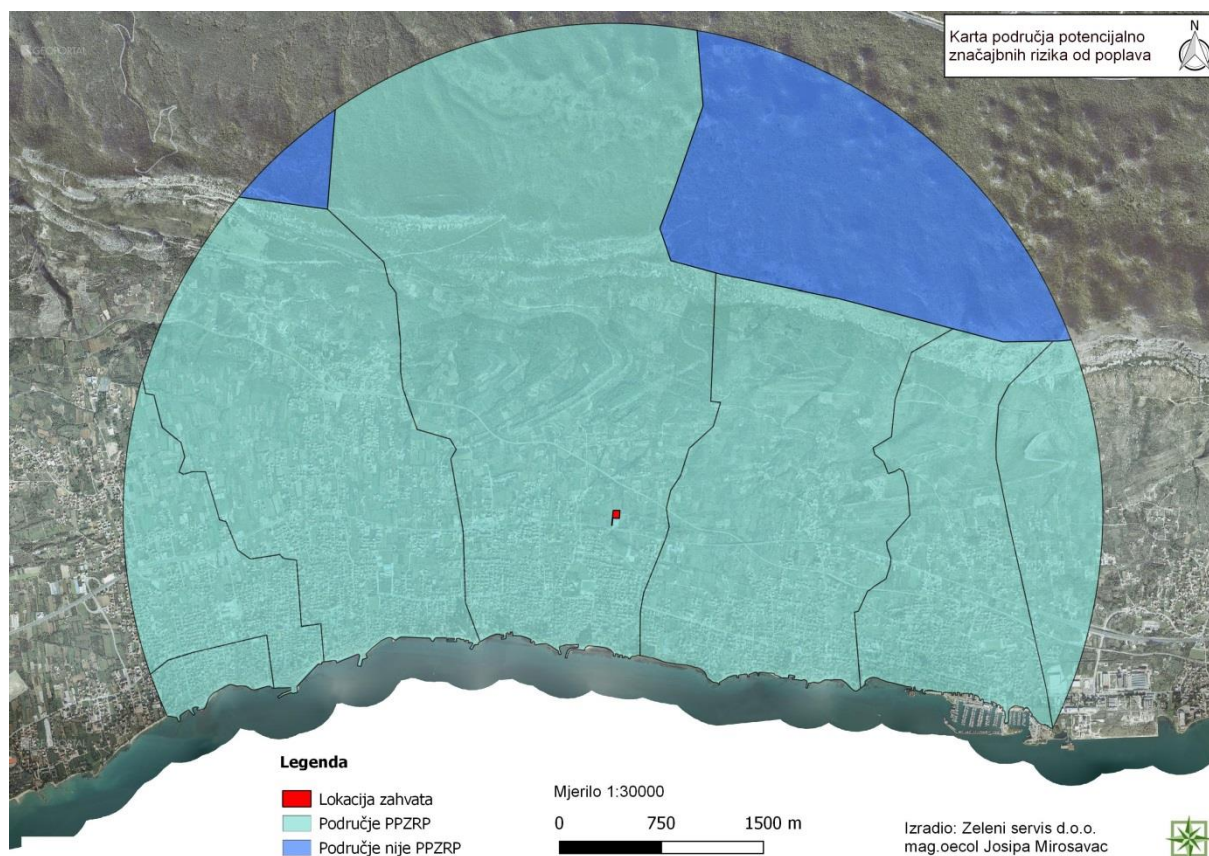 GEOPORTAL
Karta područja potencijalno
značajbnih rizika od poplava
N
Legenda
Lokacija zahvata
Područje PPZRP
Područje nije PPZRP
Mjerilo 1:30000
0 750 1500 m
Izradio: Zeleni servis d.o.o.
mag.oecol Josipa Mirosavac